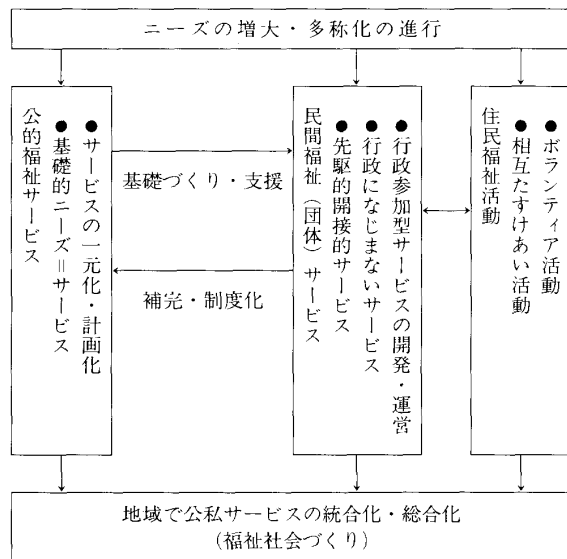 ニーズの増大・多称化の進行
公的福祉サービス
●基礎的ニーズ＝サービス
●サービスの一元化・計画化
基礎づくり・支援
補完・制度化
民間福祉（団体）サービス
●先駆的開接的サービス
●行政になじまないサービス
●行政参加型サービスの開発・運営
住民福祉活動
●相互たすけあい活動
●ボランティア活動
地域で公私サービスの統合化・総合化
(福祉社会づくり)